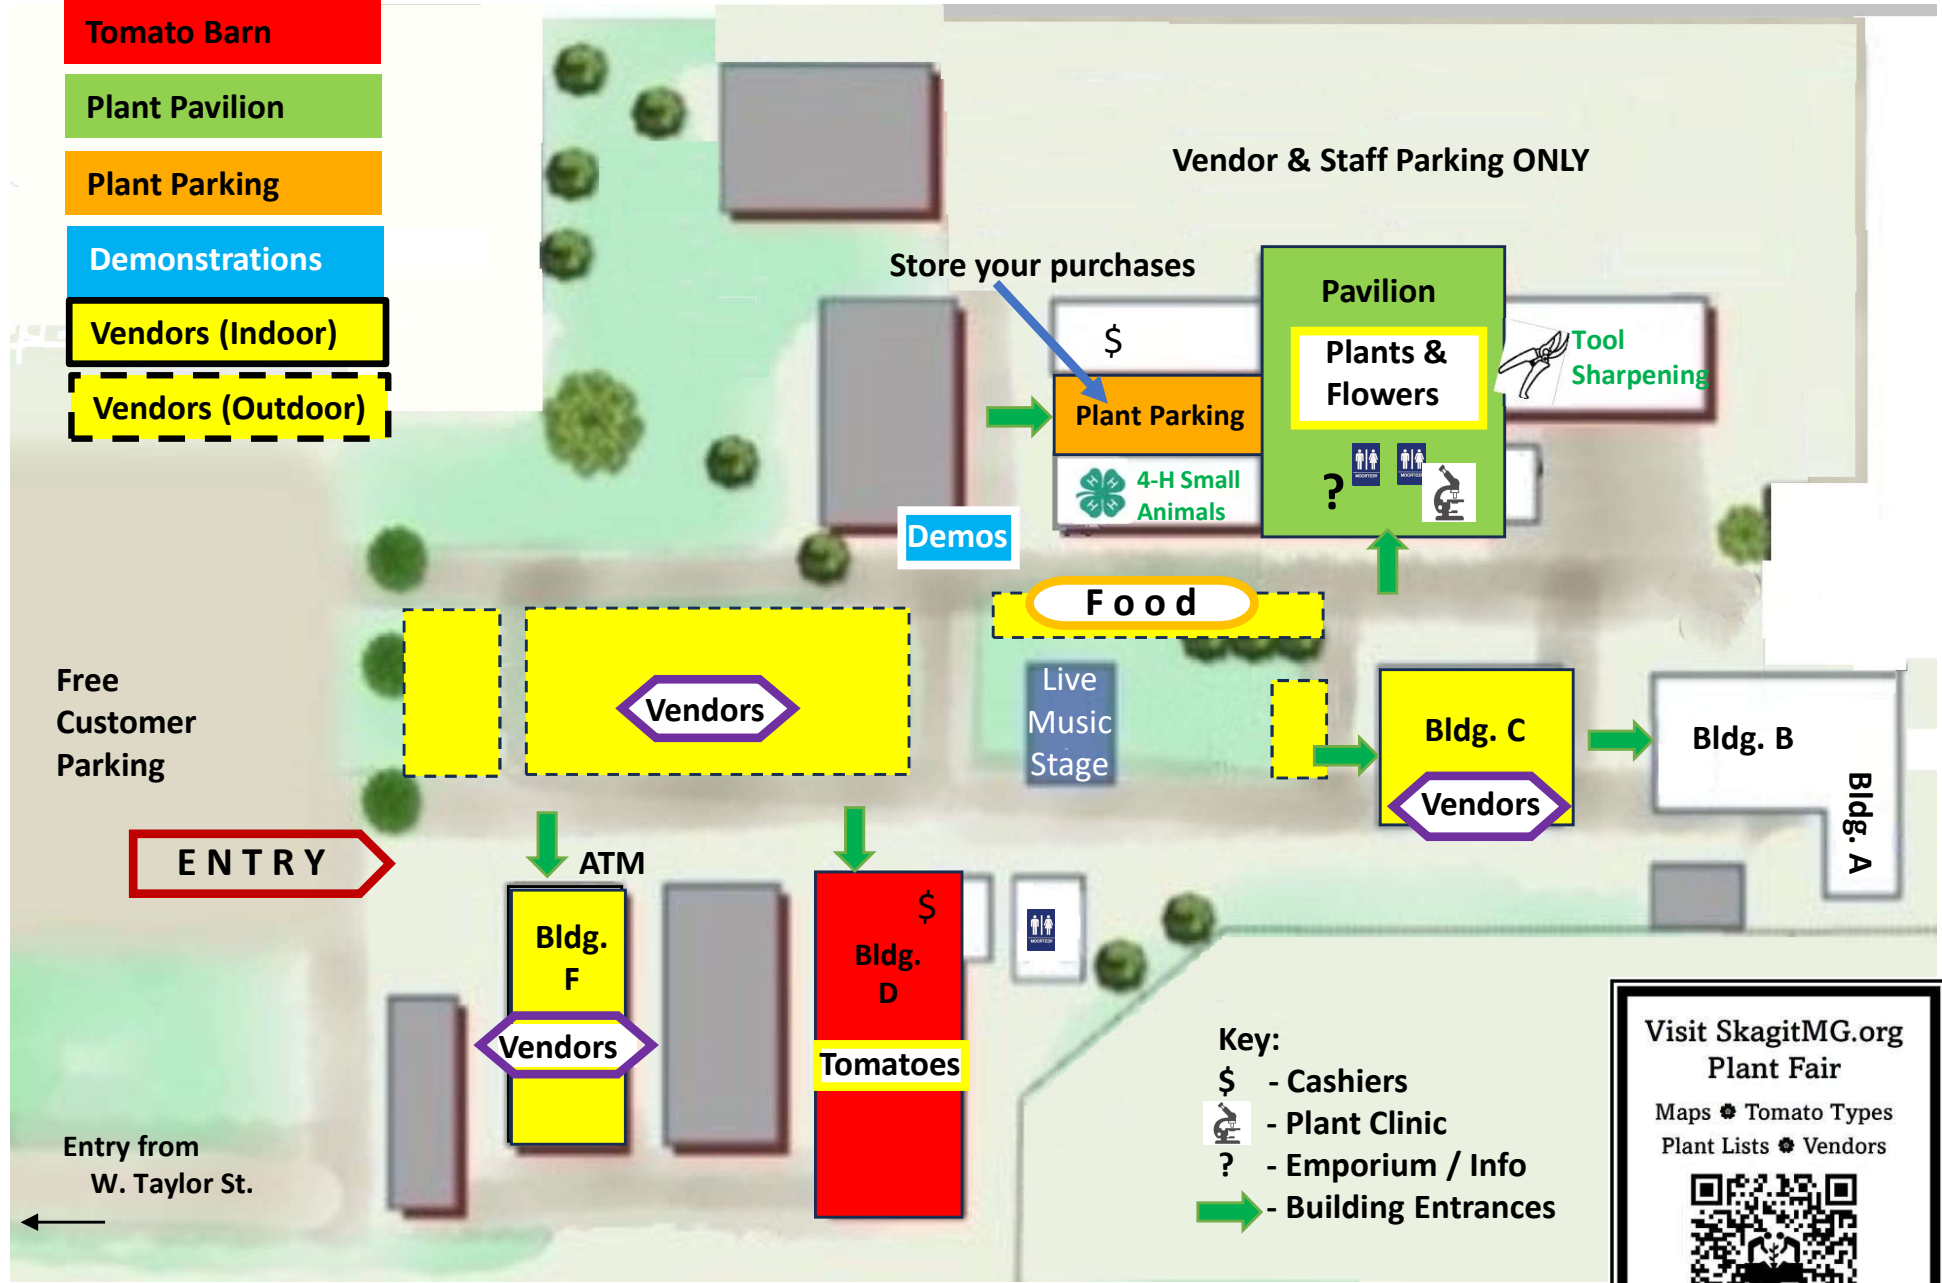 Tomato Barn
Plant Pavilion
Plant Parking
Demonstrations
Vendors (Indoor)
Vendors (Outdoor)
Vendor & Staff Parking ONLY
Store your purchases
$
Plant Parking
4-H Small
Animals
Pavilion
Plants &
Flowers
?
Tool
Sharpening
Demos
Food
Free
Customer
Parking
Vendors
Live
Music
Stage
Bldg. C
Vendors
Bldg. B
Bldg. A
ENTRY
ATM
Bldg.
F
Vendors
$
Bldg.
D
Tomatoes
Entry from
W. Taylor St.
Key:
$ - Cashiers
- Plant Clinic
? - Emporium / Info
- Building Entrances
Visit SkagitMG.org
Plant Fair
Maps Tomato Types
Plant Lists Vendors